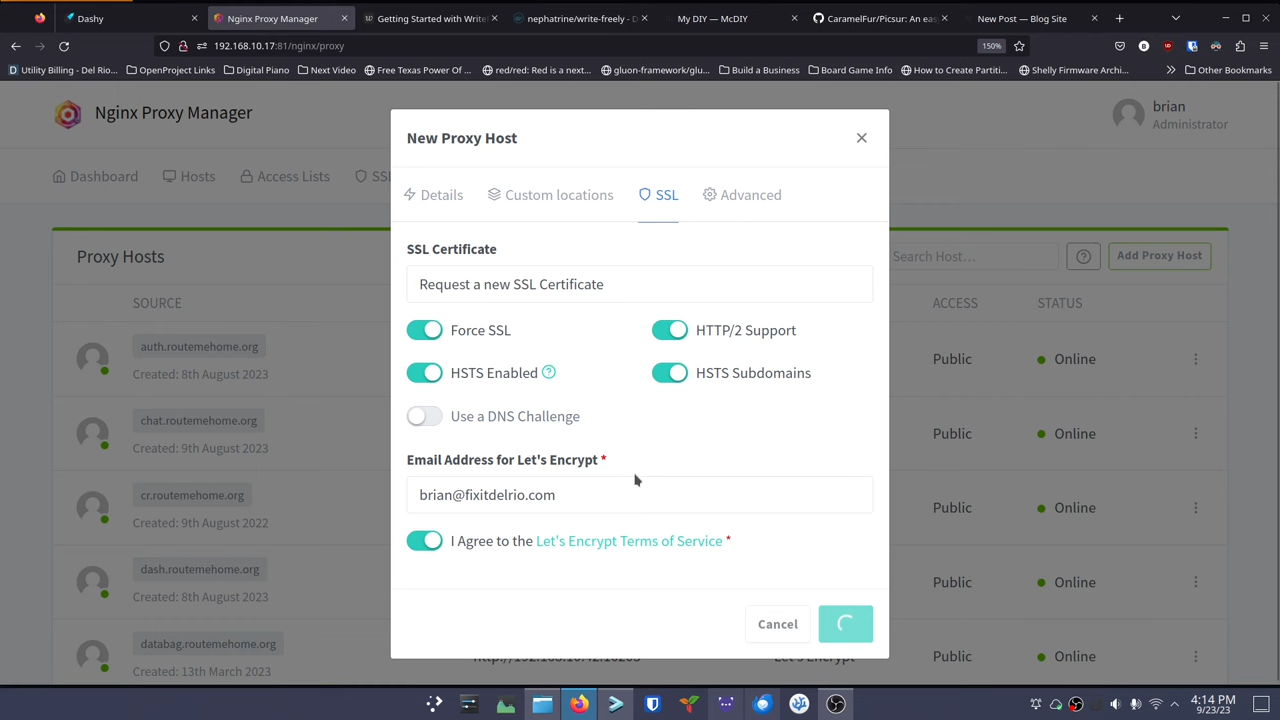 Dashy
Nginx Proxy Manager
Getting Started with Write
nephatrine/write-freely - D
My DIY — McDIY
CaramelFur/Picsur: An eas
New Post — Blog Site
192.168.10.17:81/nginx/proxy
150%
Utility Billing - Del Rio...
OpenProject Links
Digital Piano
Next Video
Free Texas Power Of ...
red/red: Red is a next...
gluon-framework/glu...
Build a Business
Board Game Info
How to Create Partiti...
Shelly Firmware Archi...
Other Bookmarks
Nginx Proxy Manager
brian
Administrator
Dashboard
Hosts
Access Lists
SSL
Proxy Hosts
Search Host...
Add Proxy Host
SOURCE
ACCESS
STATUS
auth.routemehome.org
Created: 8th August 2023
Public
Online
chat.routemehome.org
Created: 9th August 2023
Public
Online
cr.routemehome.org
Created: 9th August 2022
Public
Online
dash.routemehome.org
Created: 8th August 2023
Public
Online
databag.routemehome.org
Created: 13th March 2023
Public
Online
New Proxy Host
Details
Custom locations
SSL
Advanced
SSL Certificate
Request a new SSL Certificate
Force SSL
HTTP/2 Support
HSTS Enabled
HSTS Subdomains
Use a DNS Challenge
Email Address for Let's Encrypt *
brian@fixitdelrio.com
I Agree to the Let's Encrypt Terms of Service *
Cancel
4:14 PM
9/23/23